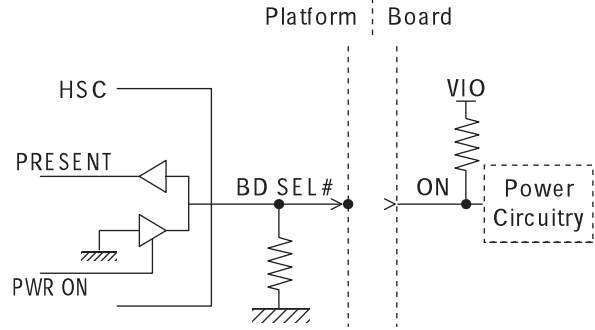 Platform Board
HSC
VIO
PRESENT
BD SEL#
ON
Power
Circuitry
PWR ON